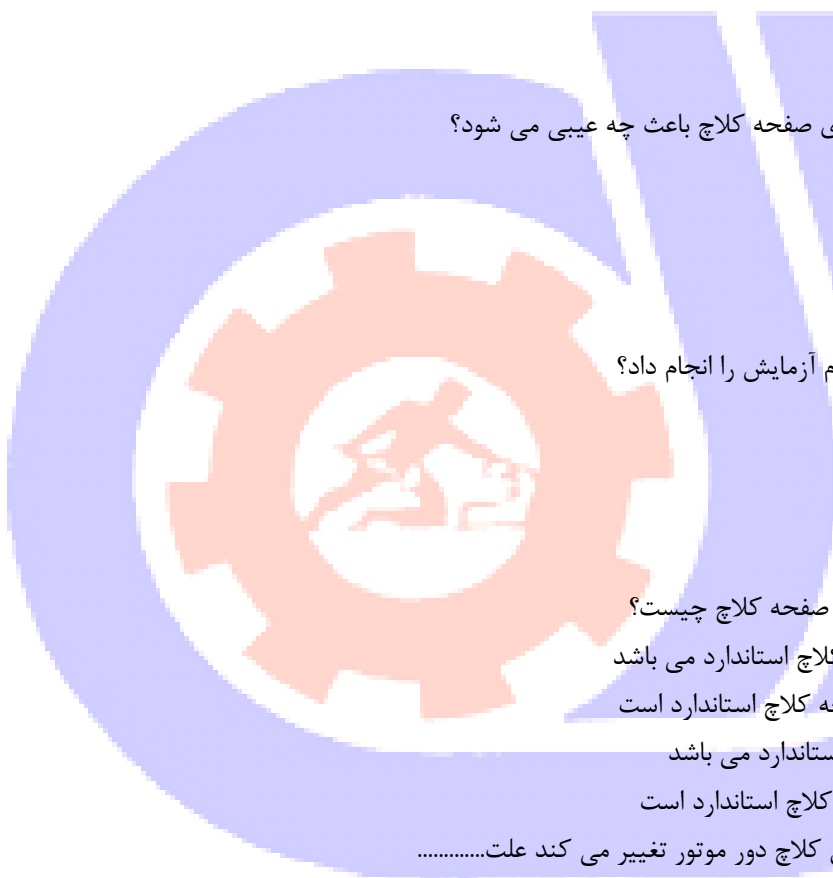 صفحه کلاچ باعث چه عیبی می شود؟
آزمایش را انجام داد؟
صفحه کلاچ چیست؟
کلاچ استاندارد می باشد
کلاچ استاندارد است
استاندارد می باشد
کلاچ استاندارد است
کلاچ دور موتور تغییر می کند علت.............